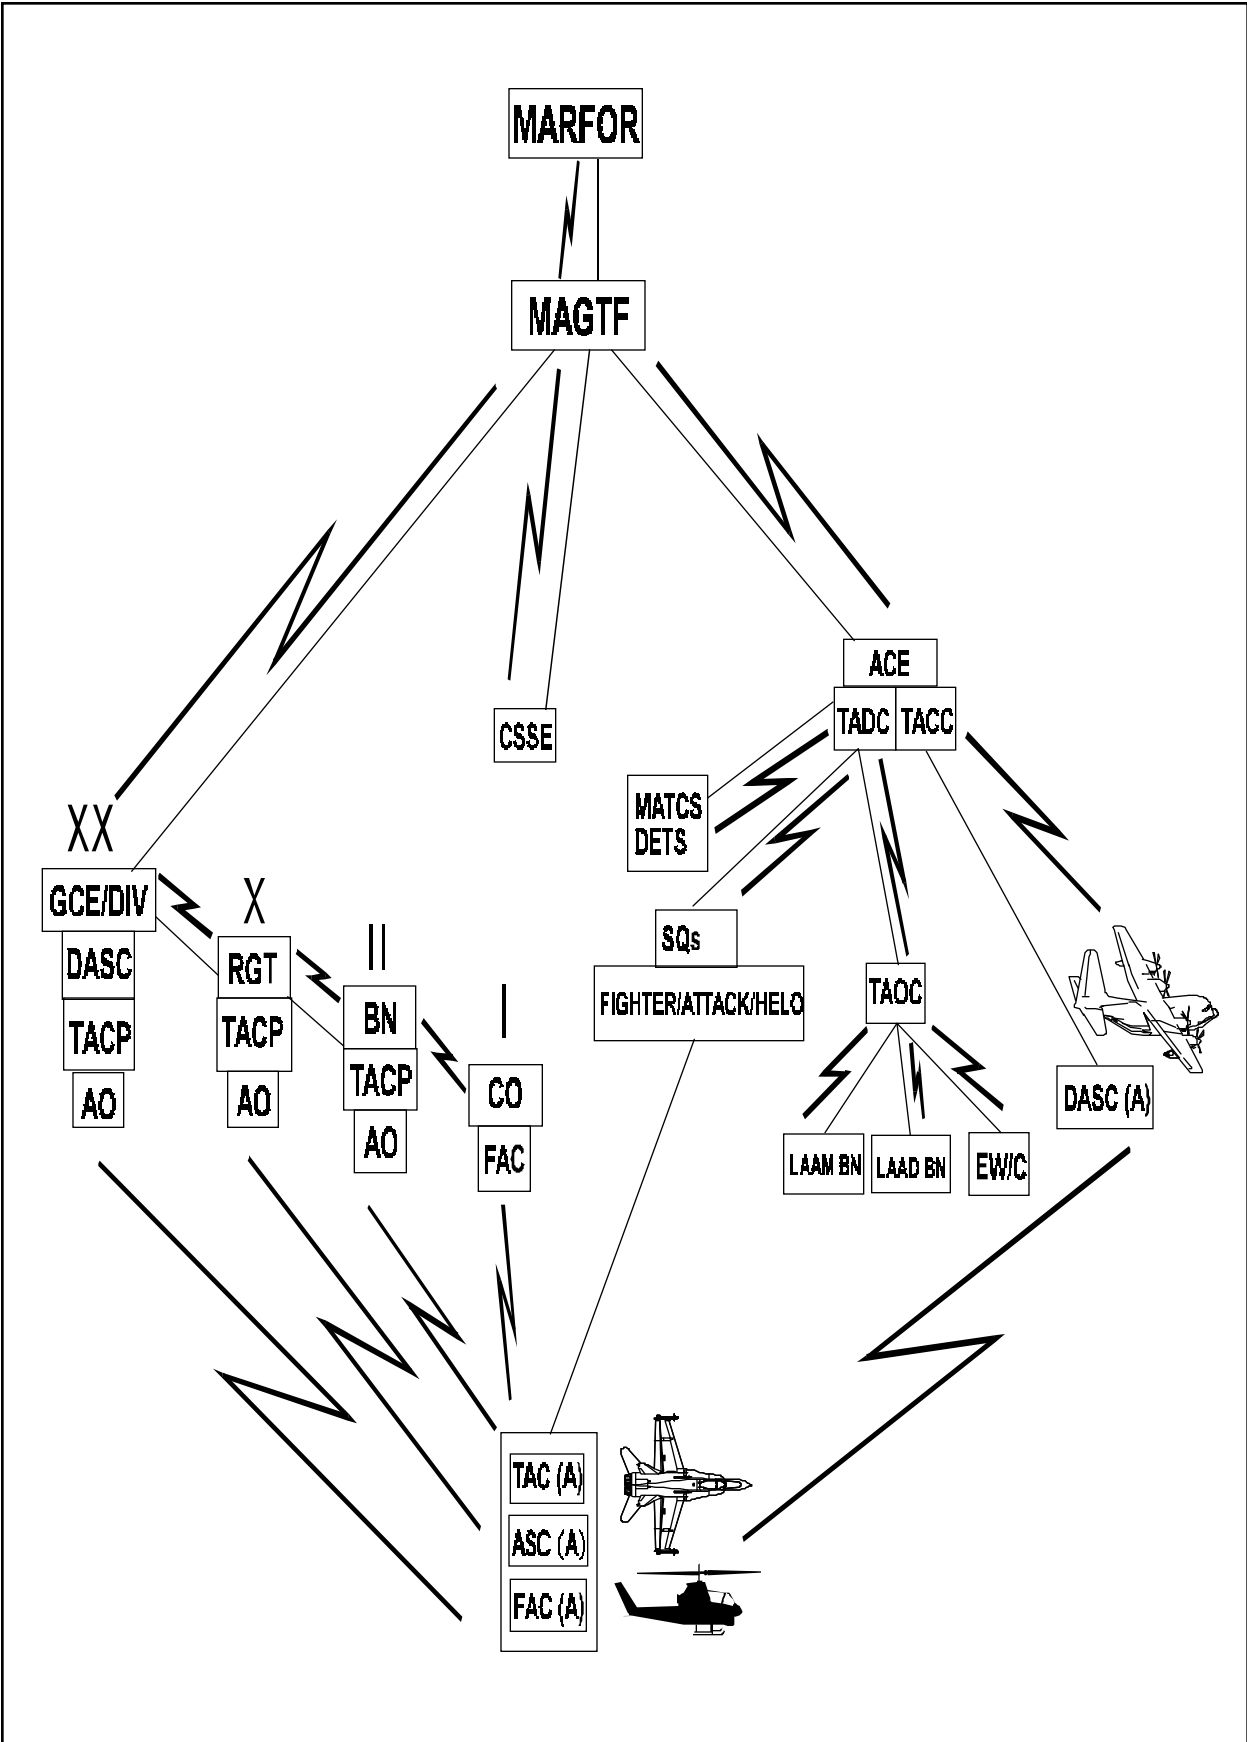 MARFOR
MAGTF
ACE
TADC TACC
CSSE
MATCS
DETS
XX
GCE/DIV
DASC
TACP
AO
X
RGT
TACP
AO
II
BN
TACP
AO
I
CO
FAC
SQs
FIGHTER/ATTACK/HELO
TAOC
LAAM BN
LAAD BN
EW/C
DASC (A)
TAC (A)
ASC (A)
FAC (A)